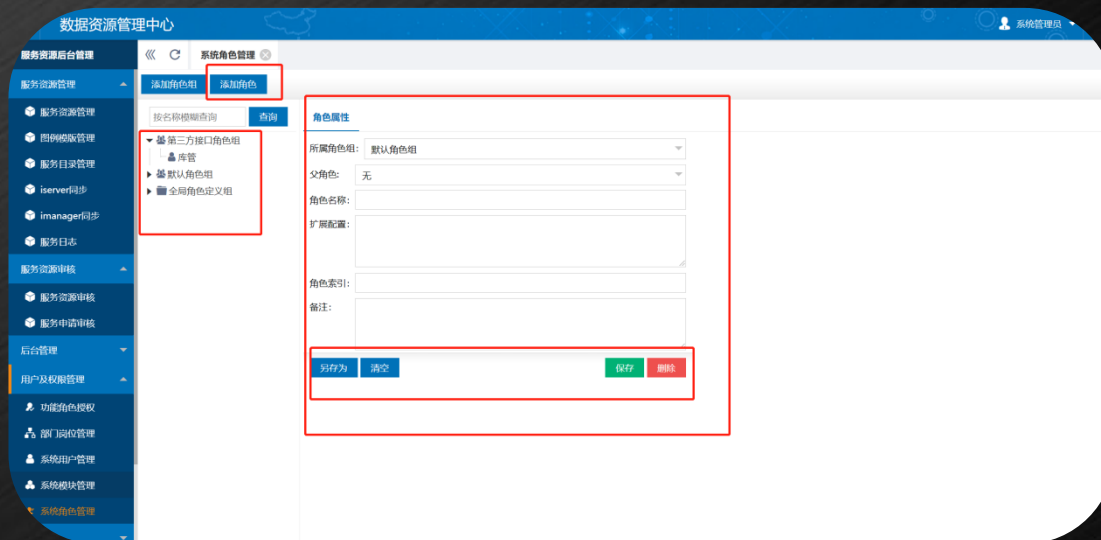 数据资源管理中心
系统管理员
服务资源后台管理
系统角色管理
服务资源管理
添加角色组
添加角色
服务资源管理
图例模版管理
服务目录管理
iserver同步
imanager同步
服务日志
服务资源审核
服务资源审核
服务申请审核
后台管理
用户及权限管理
功能角色授权
部门岗位管理
系统用户管理
系统模块管理
系统角色管理
按名称模糊查询
查询
第三方接口角色组
库管
默认角色组
全局角色定义组
角色属性
所属角色组: 默认角色组
父角色: 无
角色名称:
扩展配置:
角色索引:
备注:
另存为
清空
保存
删除